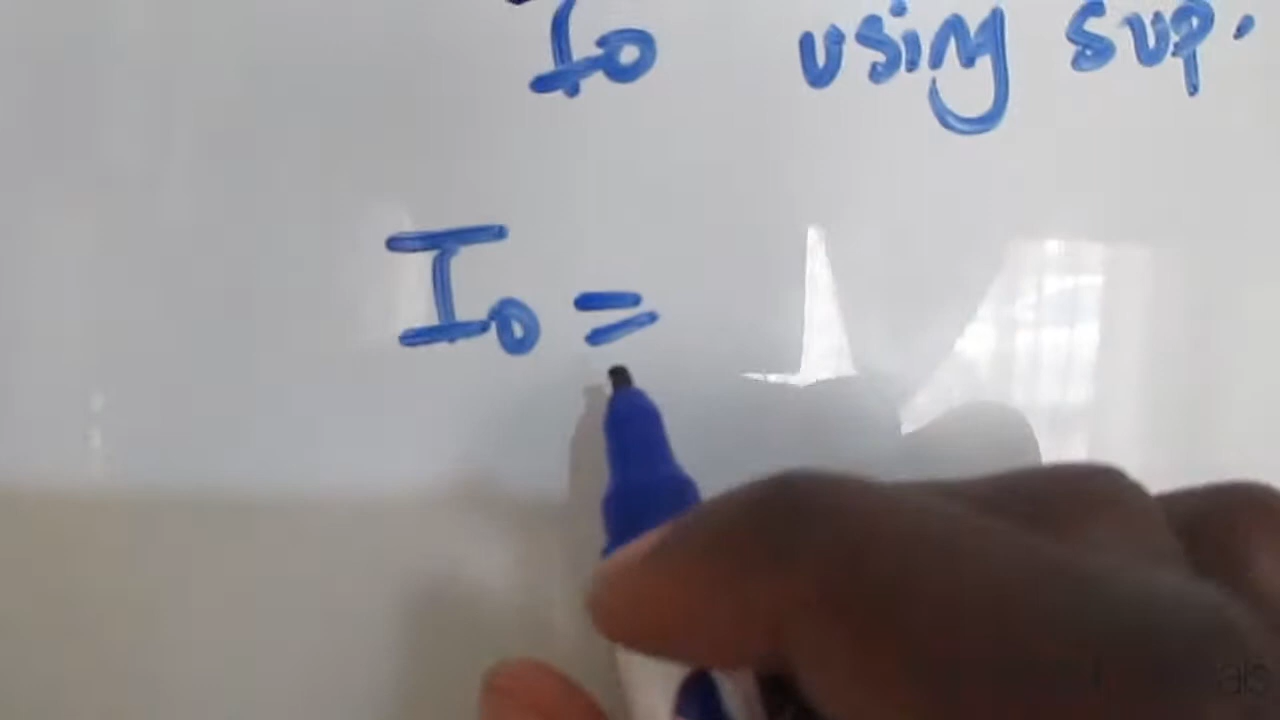 Io using sup.
Io =